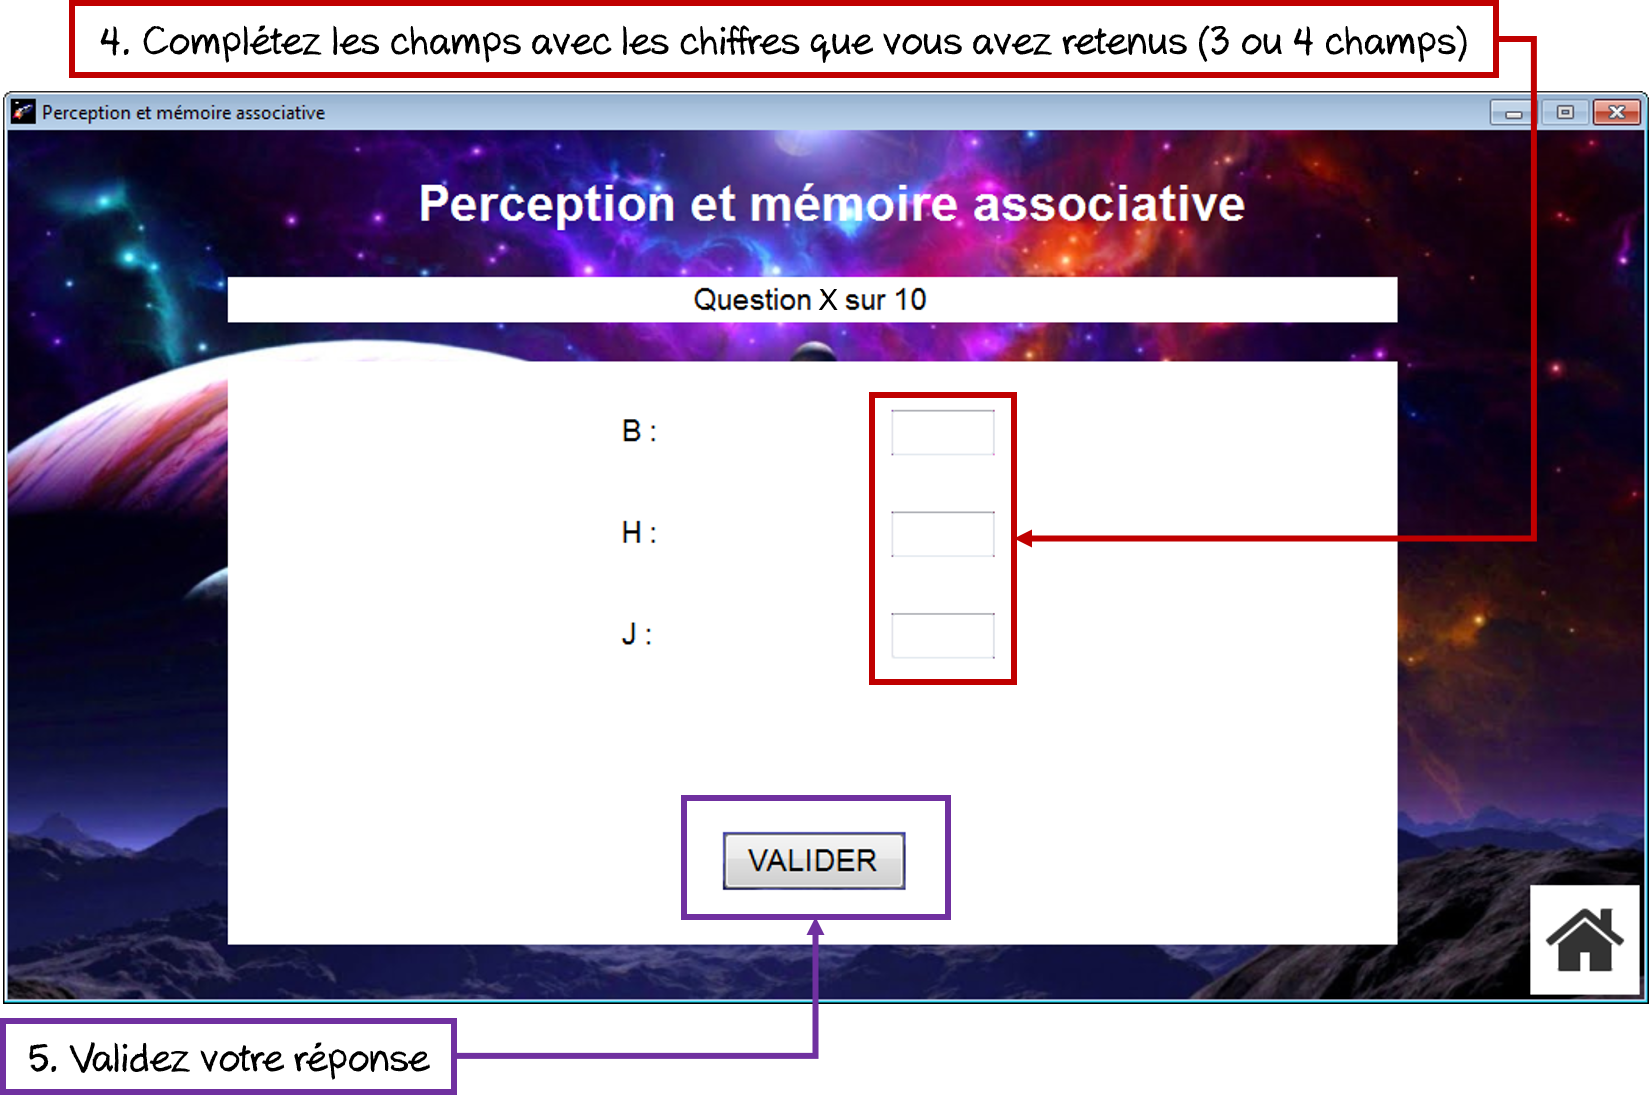 4. Complétez les champs avec les chiffres que vous avez retenus (3 ou 4 champs)
Perception et mémoire associative
Perception et mémoire associative
Question X sur 10
B :
H :
J :
VALIDER
5. Validez votre réponse